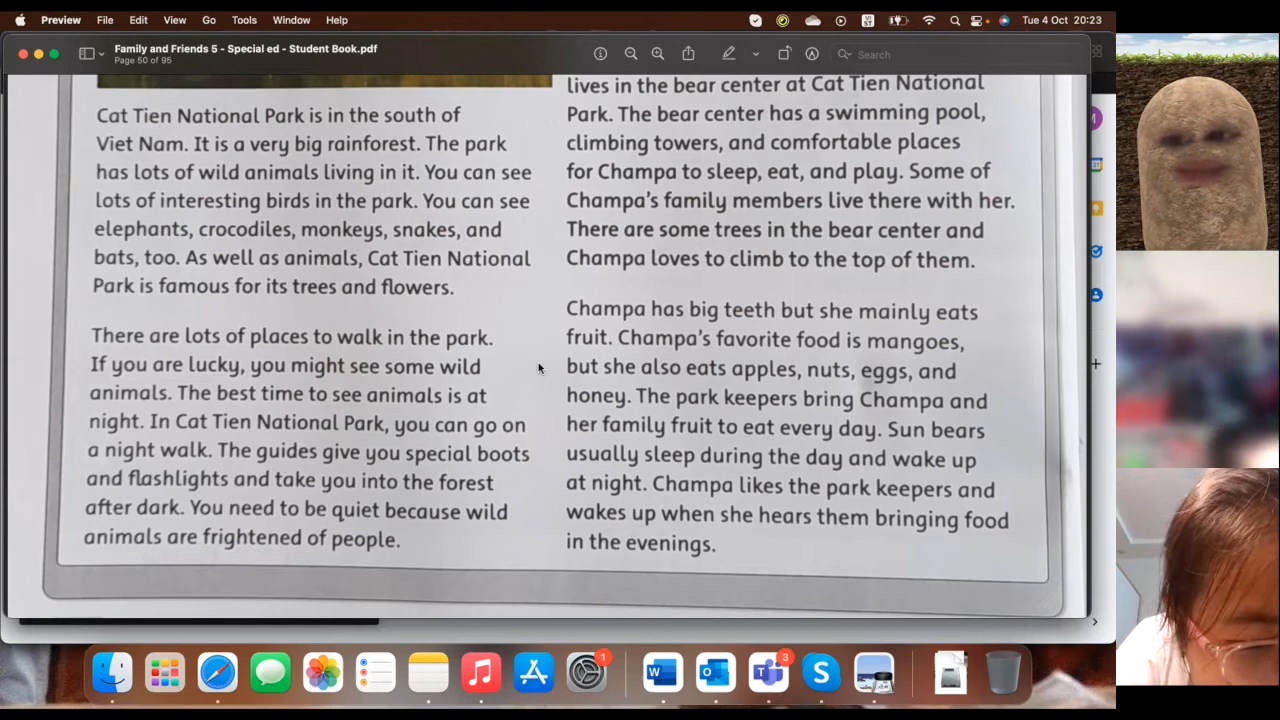 Preview File Edit View Go Tools Window Help
VI
ST
Tue 4 Oct 20:23
Family and Friends 5 - Special ed - Student Book.pdf
Page 50 of 95
Search
Cat Tien National Park is in the south of
Viet Nam. It is a very big rainforest. The park
has lots of wild animals living in it. You can see
lots of interesting birds in the park. You can see
elephants, crocodiles, monkeys, snakes, and
bats, too. As well as animals, Cat Tien National
Park is famous for its trees and flowers.
There are lots of places to walk in the park.
If you are lucky, you might see some wild
animals. The best time to see animals is at
night. In Cat Tien National Park, you can go on
a night walk. The guides give you special boots
and flashlights and take you into the forest
after dark. You need to be quiet because wild
animals are frightened of people.
lives in the bear center at Cat Tien National
Park. The bear center has a swimming pool,
climbing towers, and comfortable places
for Champa to sleep, eat, and play. Some of
Champa's family members live there with her.
There are some trees in the bear center and
Champa loves to climb to the top of them.
Champa has big teeth but she mainly eats
fruit. Champa's favorite food is mangoes,
but she also eats apples, nuts, eggs, and
honey. The park keepers bring Champa and
her family fruit to eat every day. Sun bears
usually sleep during the day and wake up
at night. Champa likes the park keepers and
wakes up when she hears them bringing food
in the evenings.
M
1
3